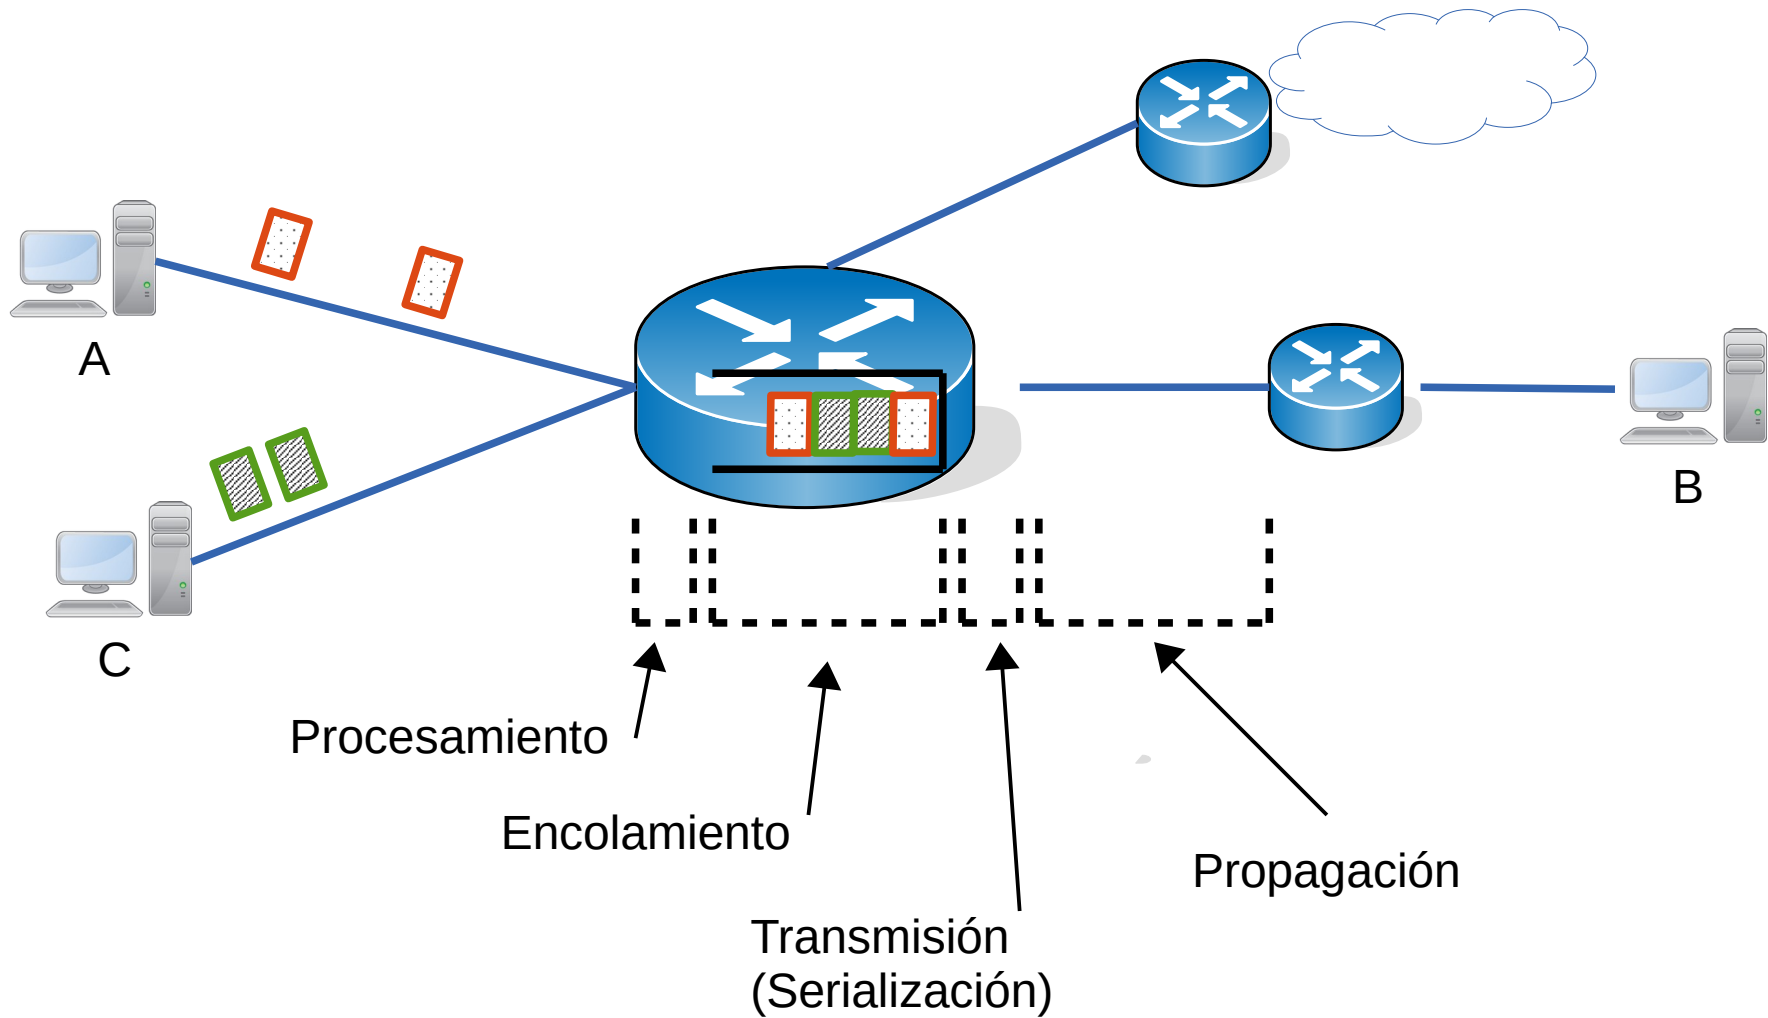 A
B
C
Procesamiento
Encolamiento
Propagación
Transmisión
(Serialización)